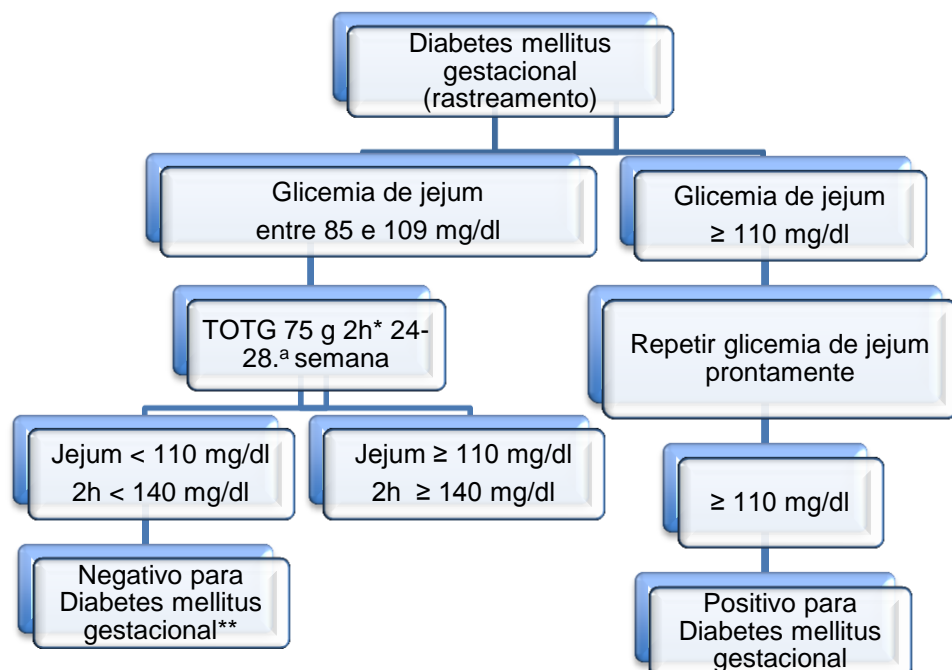 Diabetes mellitus
gestacional
(rastreamento)
Glicemia de jejum
entre 85 e 109 mg/dl
Glicemia de jejum
≥ 110 mg/dl
TOTG 75 g 2h* 24-
28.ª semana
Repetir glicemia de jejum
prontamente
Jejum < 110 mg/dl
2h < 140 mg/dl
Jejum ≥ 110 mg/dl
2h ≥ 140 mg/dl
≥ 110 mg/dl
Negativo para
Diabetes mellitus
gestacional**
Positivo para
Diabetes mellitus
gestacional